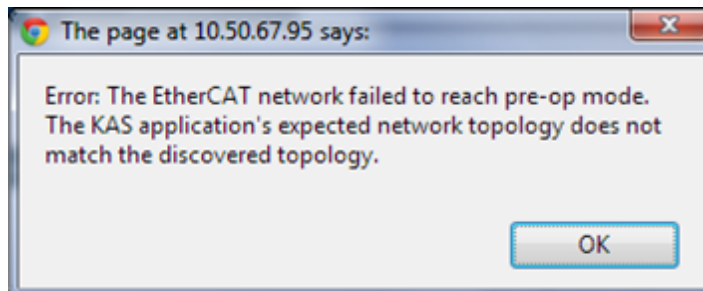 The page at 10.50.67.95 says:
Error: The EtherCAT network failed to reach pre-op mode.
The KAS application's expected network topology does not
match the discovered topology.
OK